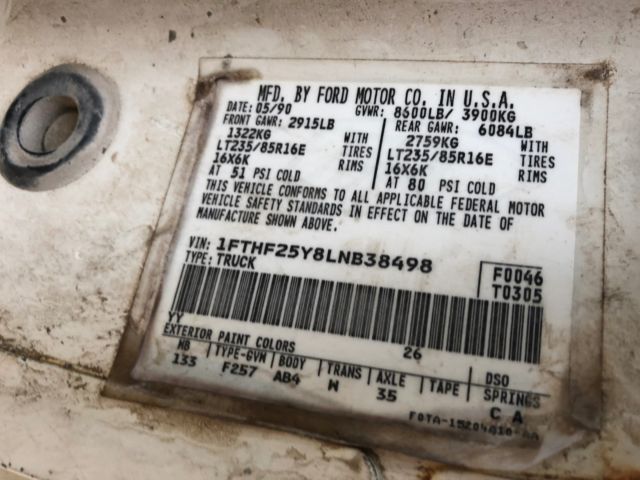 MFD. BY FORD MOTOR CO. IN U.S.A.
DATE: 05/90 GVWR: 8600LB/ 3900KG
FRONT GAWR: 2915LB REAR GAWR: 6084LB
1322KG WITH 2759KG WITH
LT235/85R16E TIRES LT235/85R16E TIRES
16X6K RIMS 16X6K RIMS
AT 51 PSI COLD AT 80 PSI COLD
THIS VEHICLE CONFORMS TO ALL APPLICABLE FEDERAL MOTOR
VEHICLE SAFETY STANDARDS IN EFFECT ON THE DATE OF
MANUFACTURE SHOWN ABOVE.
VIN: 1FTHF25Y8LNB38498 F0046
TYPE: TRUCK T0305
YY 26
EXTERIOR PAINT COLORS DSO
WB TYPE-GVW BODY TRANS AXLE TAPE SPRINGS
133 F257 AB4 W 35 C A
F0TA-15204A10-AA